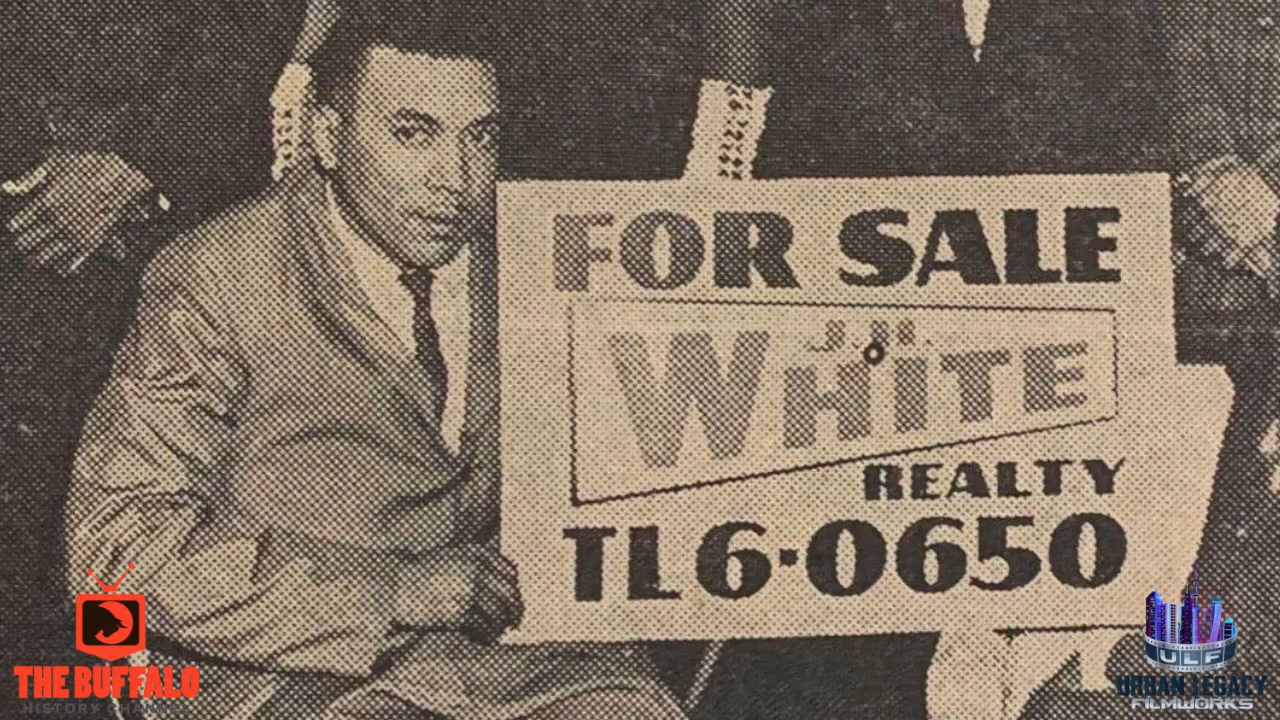 FOR SALE
WHITE
REALTY
TL6-0650
THE BUFFALO
HISTORY CHANNEL
ULF
URBAN LEGACY
FILMWORKS